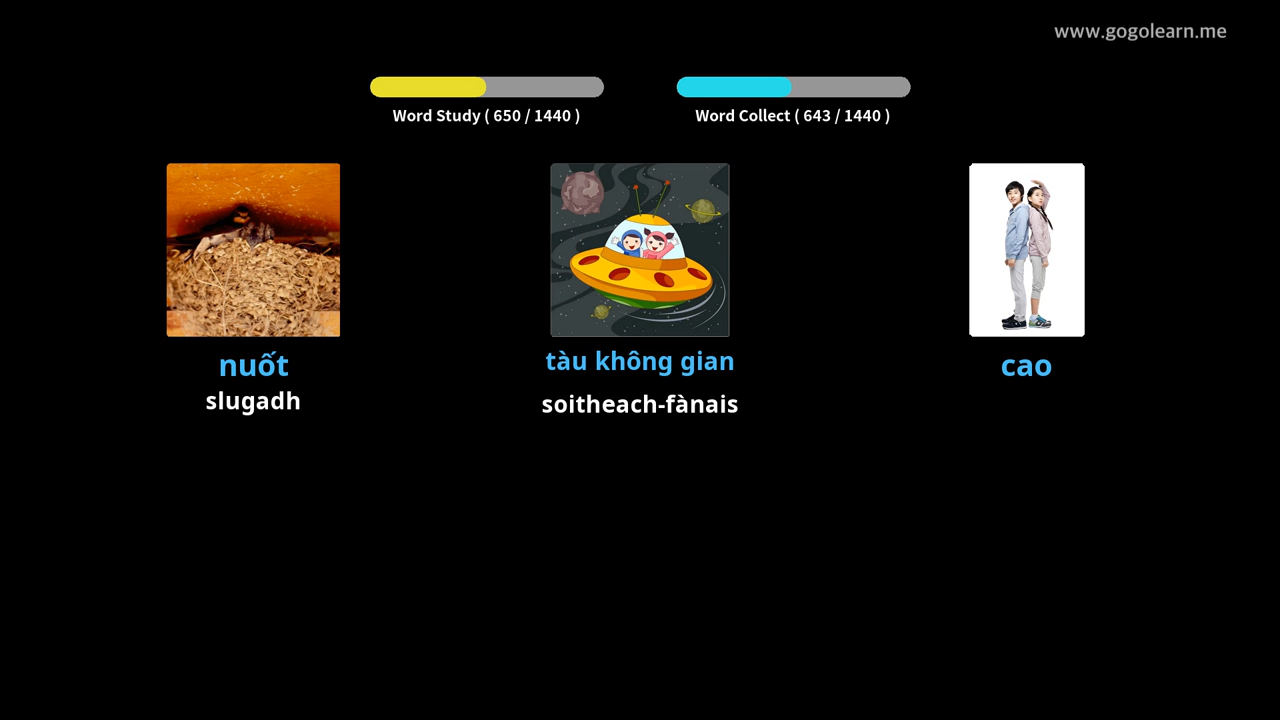 www.gogolearn.me
Word Study ( 650 / 1440 )
Word Collect ( 643 / 1440 )
nuốt
slugadh
tàu không gian
soitheach-fànais
cao